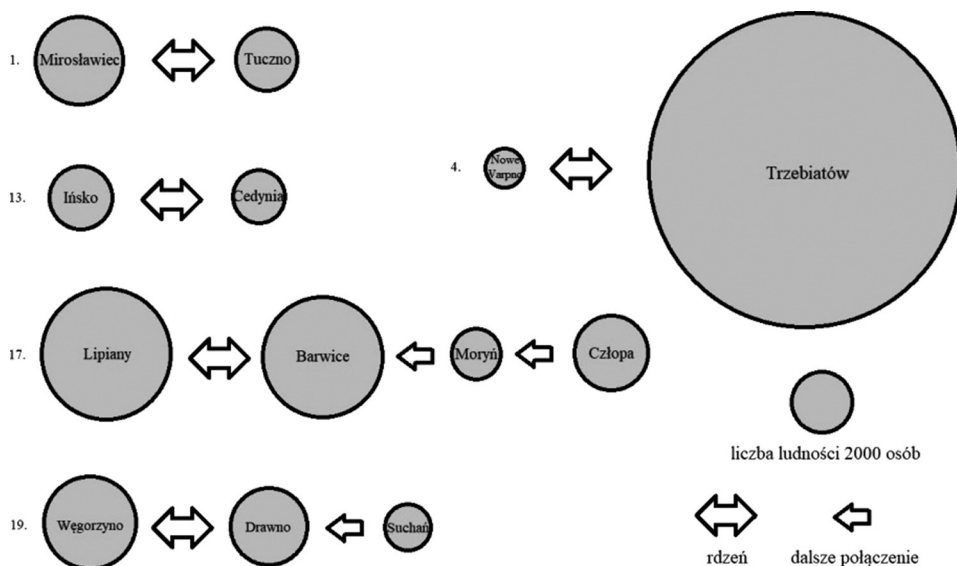 1. Mirosławiec Tuczno
4. Nowe
Warpno Trzebiatów
13. Ińsko Cedynia
17. Lipiany Barwice Moryń Człopa
liczba ludności 2000 osób
19. Węgorzyno Drawno Suchań
rdzeń dalsze połączenie